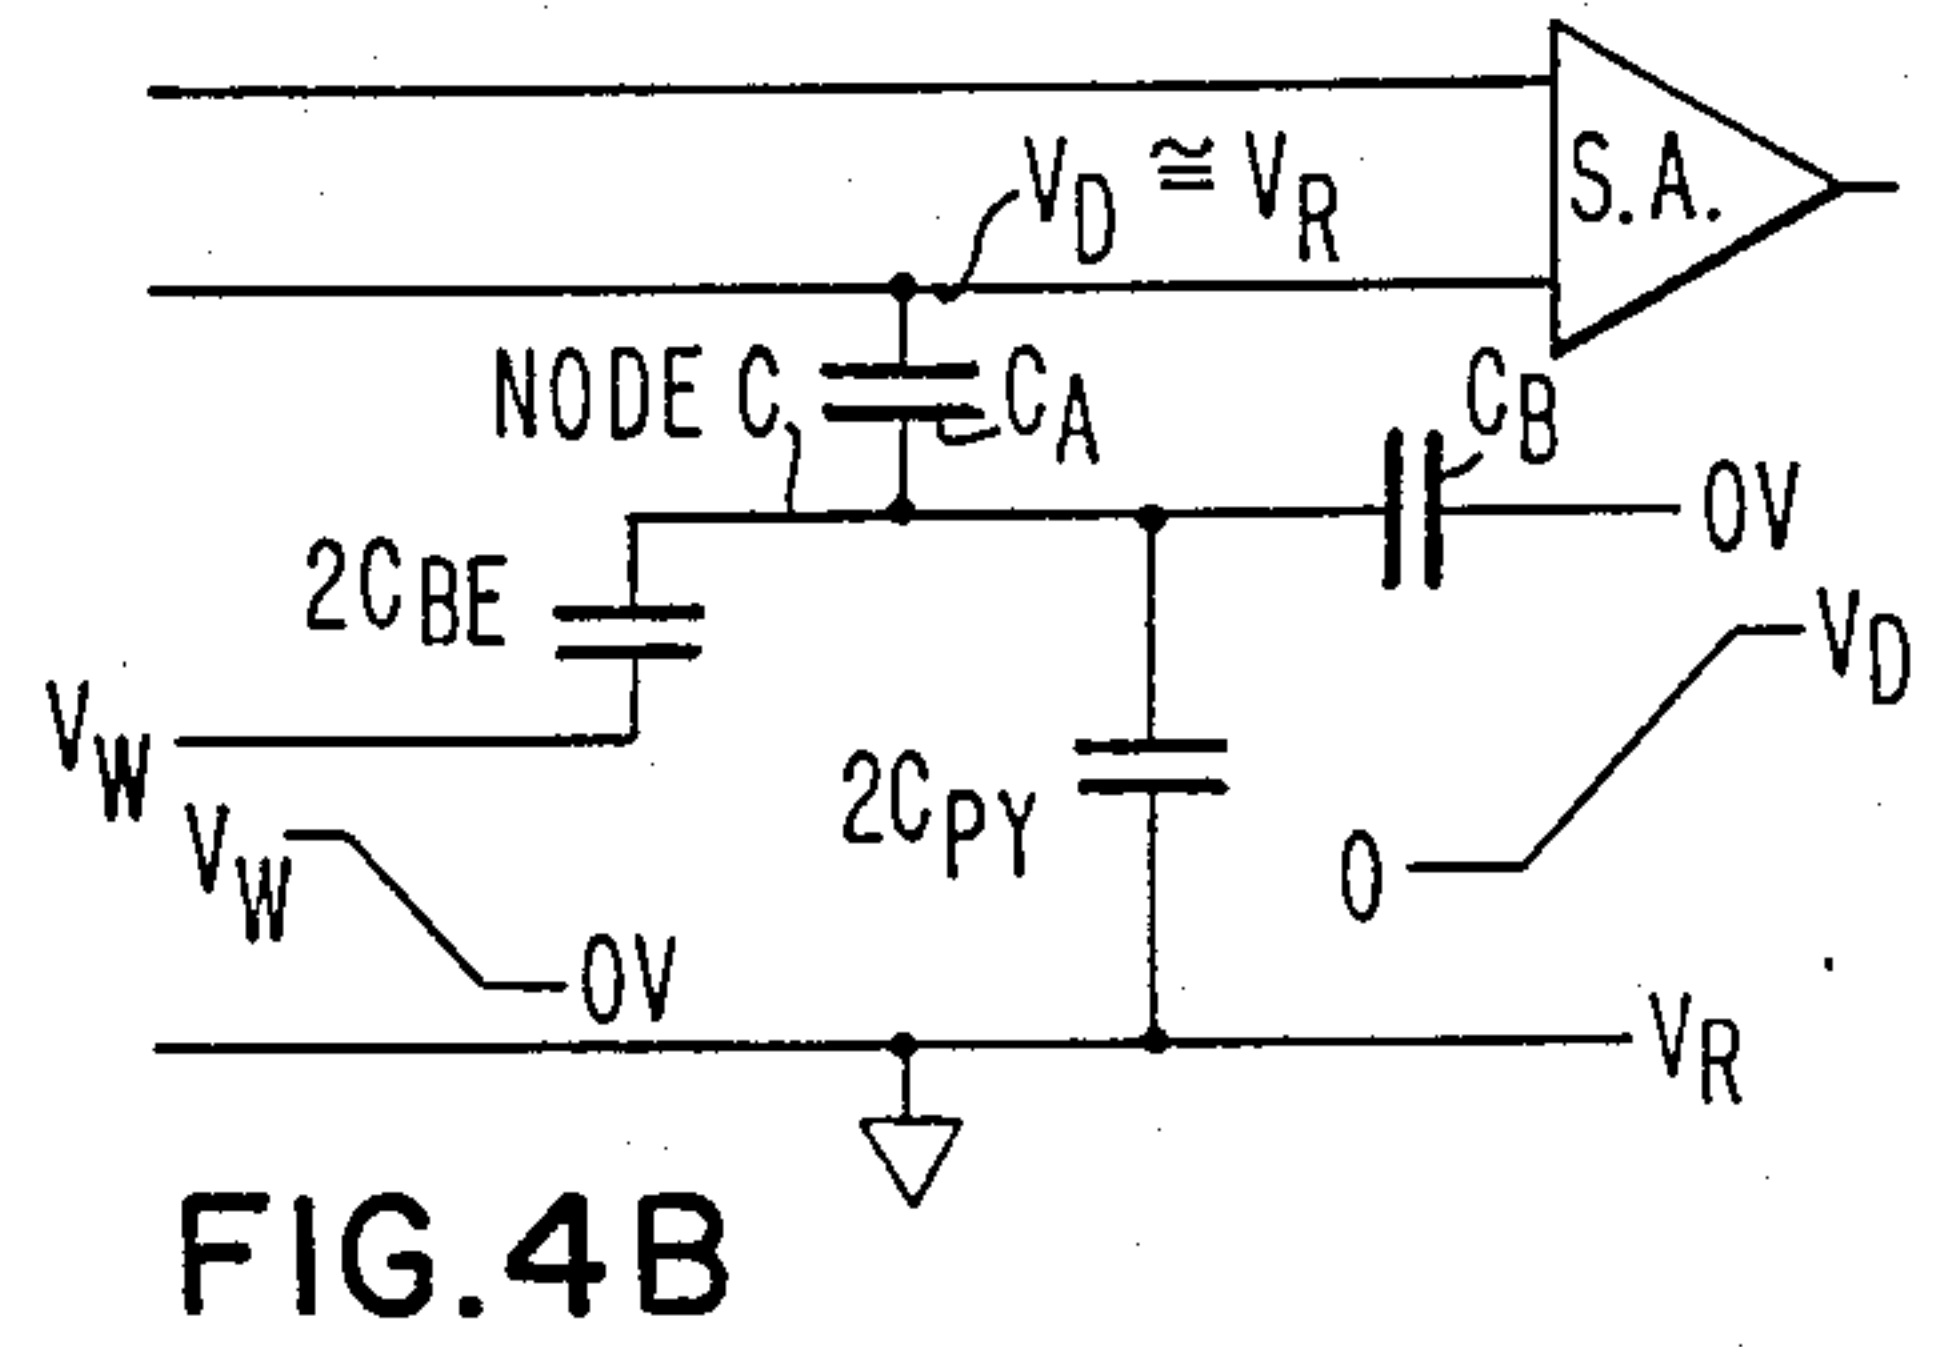 V_D ≅ V_R
S.A.
NODE C
C_A
C_B
0V
2C_BE
V_D
V_W
2C_PY
V_W
0
0V
V_R
FIG.4B